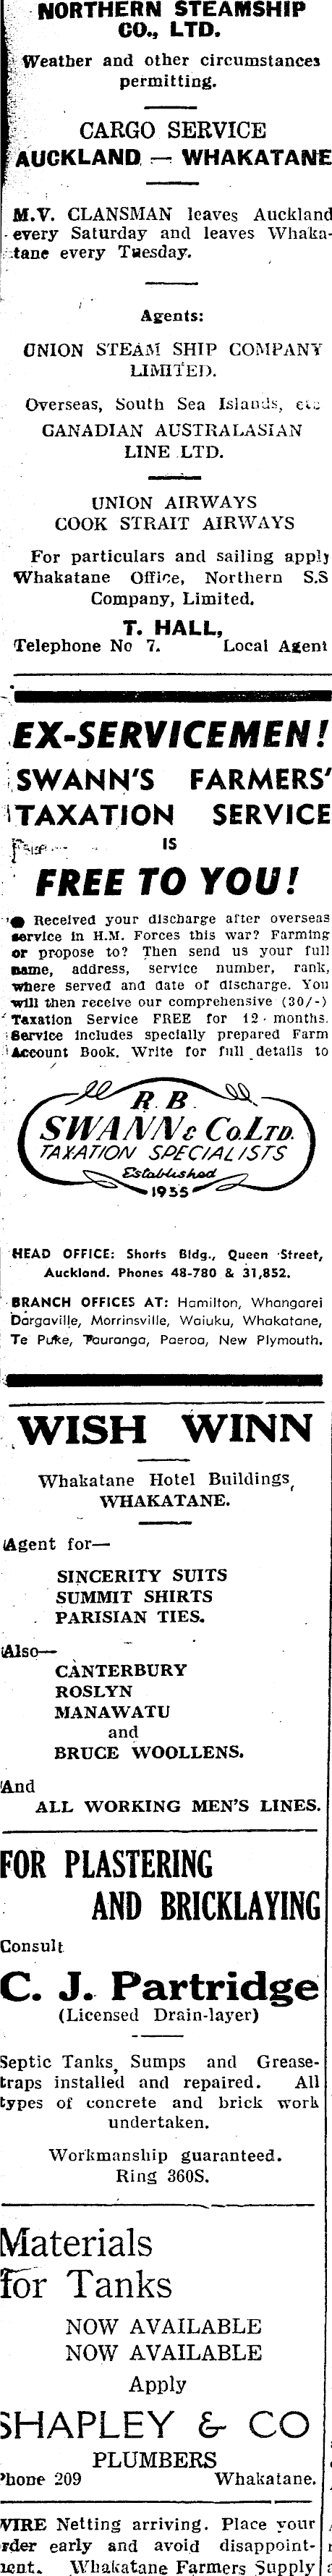 NORTHERN STEAMSHIP
CO., LTD.
Weather and other circumstances
permitting.
CARGO SERVICE
AUCKLAND — WHAKATANE
M.V. CLANSMAN leaves Auckland
every Saturday and leaves Whaka-
tane every Tuesday.
Agents:
UNION STEAM SHIP COMPANY
LIMITED.
Overseas, South Sea Islands, etc
CANADIAN AUSTRALASIAN
LINE LTD.
UNION AIRWAYS
COOK STRAIT AIRWAYS
For particulars and sailing apply
Whakatane Office, Northern S.S
Company, Limited.
T. HALL,
Telephone No 7. Local Agent
EX-SERVICEMEN!
SWANN'S FARMERS'
TAXATION SERVICE
IS
FREE TO YOU!
● Received your discharge after overseas
service in H.M. Forces this war? Farming
or propose to? Then send us your full
name, address, service number, rank,
where served and date of discharge. You
will then receive our comprehensive (30/-)
Taxation Service FREE for 12 months.
Service includes specially prepared Farm
Account Book. Write for full details to
R. B.
SWANN & Co. LTD.
TAXATION SPECIALISTS
Established
1935
HEAD OFFICE: Shorts Bldg., Queen Street,
Auckland. Phones 48-780 & 31,852.
BRANCH OFFICES AT: Hamilton, Whangarei
Dargaville, Morrinsville, Waiuku, Whakatane,
Te Puke, Tauranga, Paeroa, New Plymouth.
WISH WINN
Whakatane Hotel Buildings,
WHAKATANE.
Agent for—
SINCERITY SUITS
SUMMIT SHIRTS
PARISIAN TIES.
Also—
CANTERBURY
ROSLYN
MANAWATU
and
BRUCE WOOLLENS.
And
ALL WORKING MEN'S LINES.
FOR PLASTERING
AND BRICKLAYING
Consult
C. J. Partridge
(Licensed Drain-layer)
Septic Tanks, Sumps and Grease-
traps installed and repaired. All
types of concrete and brick work
undertaken.
Workmanship guaranteed.
Ring 360S.
Materials
for Tanks
NOW AVAILABLE
NOW AVAILABLE
Apply
SHAPLEY & CO
PLUMBERS
Phone 209 Whakatane.
WIRE Netting arriving. Place your
order early and avoid disappoint-
ment. Whakatane Farmers Supply